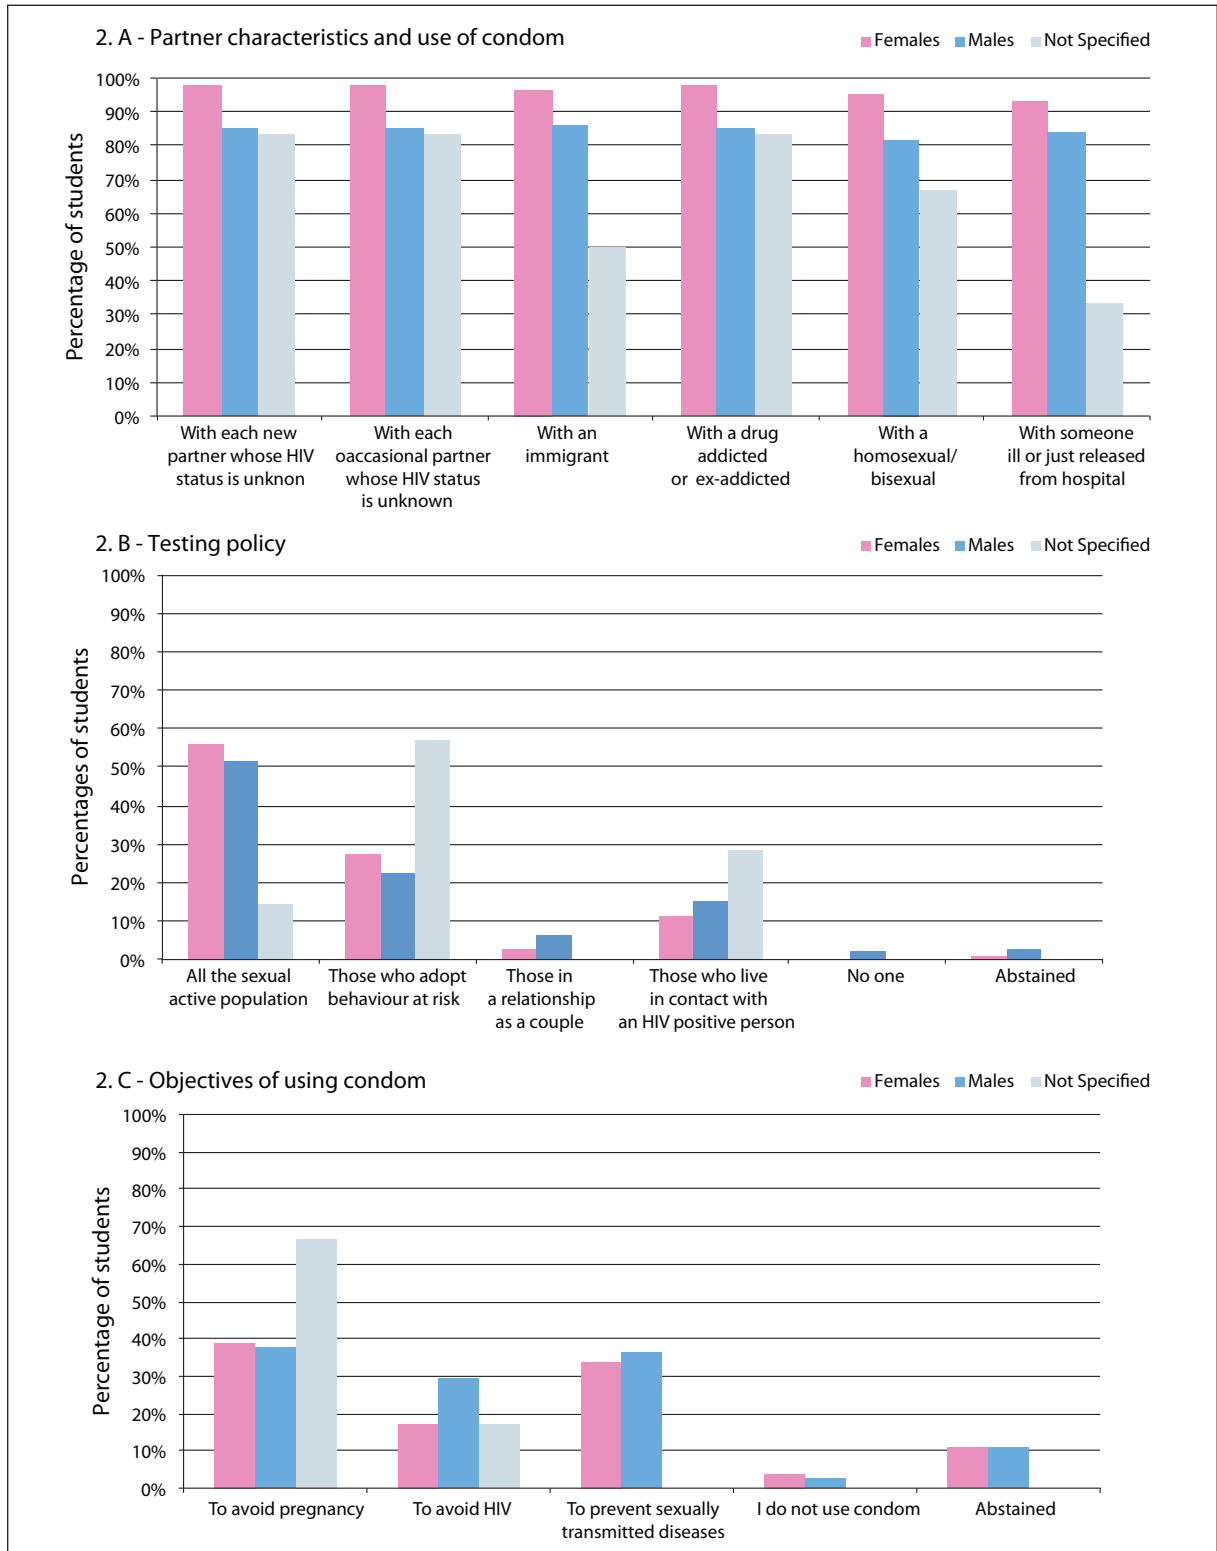 2. A - Partner characteristics and use of condom
Females Males Not Specified
Percentage of students
100%
90%
80%
70%
60%
50%
40%
30%
20%
10%
0%
With each new
partner whose HIV
status is unknon
With each
oaccasional partner
whose HIV status
is unknown
With an
immigrant
With a drug
addicted
or ex-addicted
With a
homosexual/
bisexual
With someone
ill or just released
from hospital
2. B - Testing policy
Females Males Not Specified
Percentages of students
100%
90%
80%
70%
60%
50%
40%
30%
20%
10%
0%
All the sexual
active population
Those who adopt
behaviour at risk
Those in
a relationship
as a couple
Those who live
in contact with
an HIV positive person
No one
Abstained
2. C - Objectives of using condom
Females Males Not Specified
Percentage of students
100%
90%
80%
70%
60%
50%
40%
30%
20%
10%
0%
To avoid pregnancy
To avoid HIV
To prevent sexually
transmitted diseases
I do not use condom
Abstained